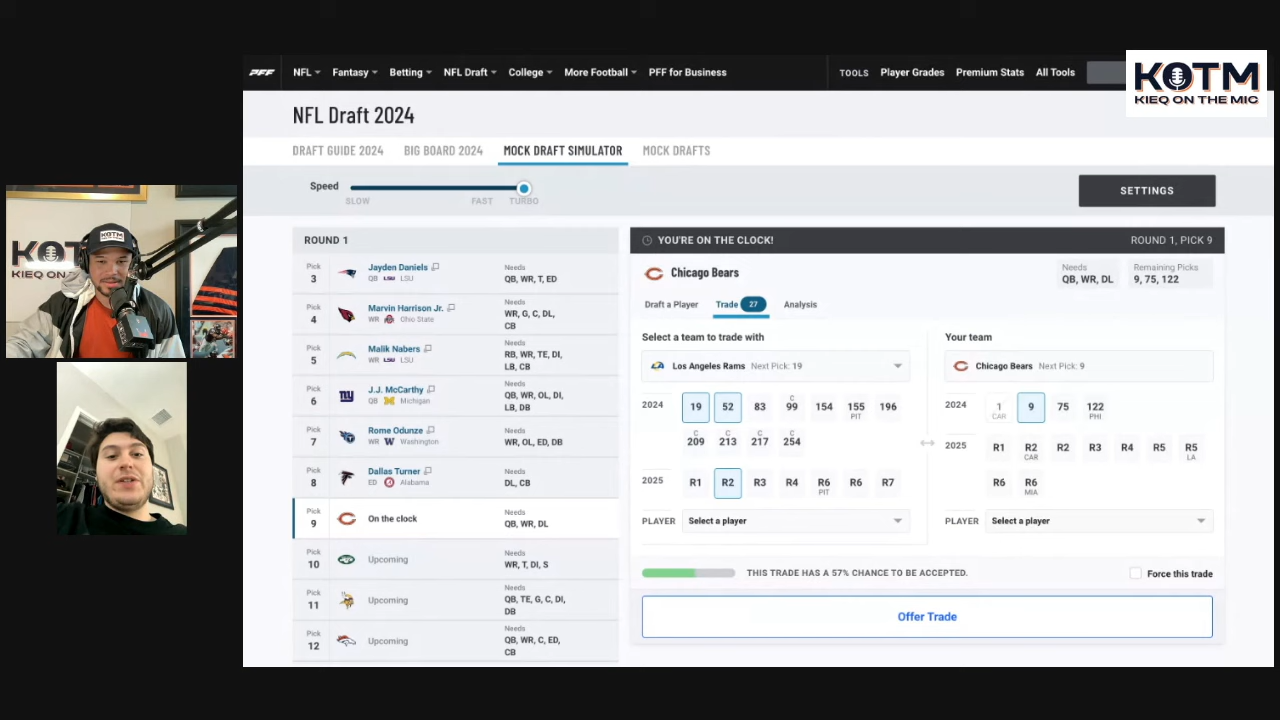 PFF NFL Fantasy Betting NFL Draft College More Football PFF for Business TOOLS Player Grades Premium Stats All Tools
KOTM
KIEQ ON THE MIC
NFL Draft 2024
DRAFT GUIDE 2024 BIG BOARD 2024 MOCK DRAFT SIMULATOR MOCK DRAFTS
Speed
SLOW FAST TURBO
SETTINGS
ROUND 1
Pick 3 Jayden Daniels QB LSU LSU Needs QB, WR, T, ED
Pick 4 Marvin Harrison Jr. WR Ohio State Needs WR, G, C, DL, CB
Pick 5 Malik Nabers WR LSU LSU Needs RB, WR, TE, DI, LB, CB
Pick 6 J.J. McCarthy QB Michigan Needs QB, WR, OL, DI, LB, DB
Pick 7 Rome Odunze WR W Washington Needs WR, OL, ED, DB
Pick 8 Dallas Turner ED Alabama Needs DL, CB
Pick 9 On the clock Needs QB, WR, DL
Pick 10 Upcoming Needs WR, T, DI, S
Pick 11 Upcoming Needs QB, TE, G, C, DI, DB
Pick 12 Upcoming Needs QB, WR, C, ED, CB
YOU'RE ON THE CLOCK! ROUND 1, PICK 9
Chicago Bears
Needs QB, WR, DL
Remaining Picks 9, 75, 122
Draft a Player Trade 27 Analysis
Select a team to trade with
Los Angeles Rams Next Pick: 19
2024 19 52 83 C 99 154 155 PIT 196
C 209 C 213 C 217 C 254
2025 R1 R2 R3 R4 R6 PIT R6 R7
PLAYER Select a player
Your team
Chicago Bears Next Pick: 9
2024 1 CAR 9 75 122 PHI
2025 R1 R2 CAR R2 R3 R4 R5 R5 LA
R6 R6 MIA
PLAYER Select a player
THIS TRADE HAS A 57% CHANCE TO BE ACCEPTED.
Force this trade
Offer Trade
KOTM
KIEQ ON
KOTM